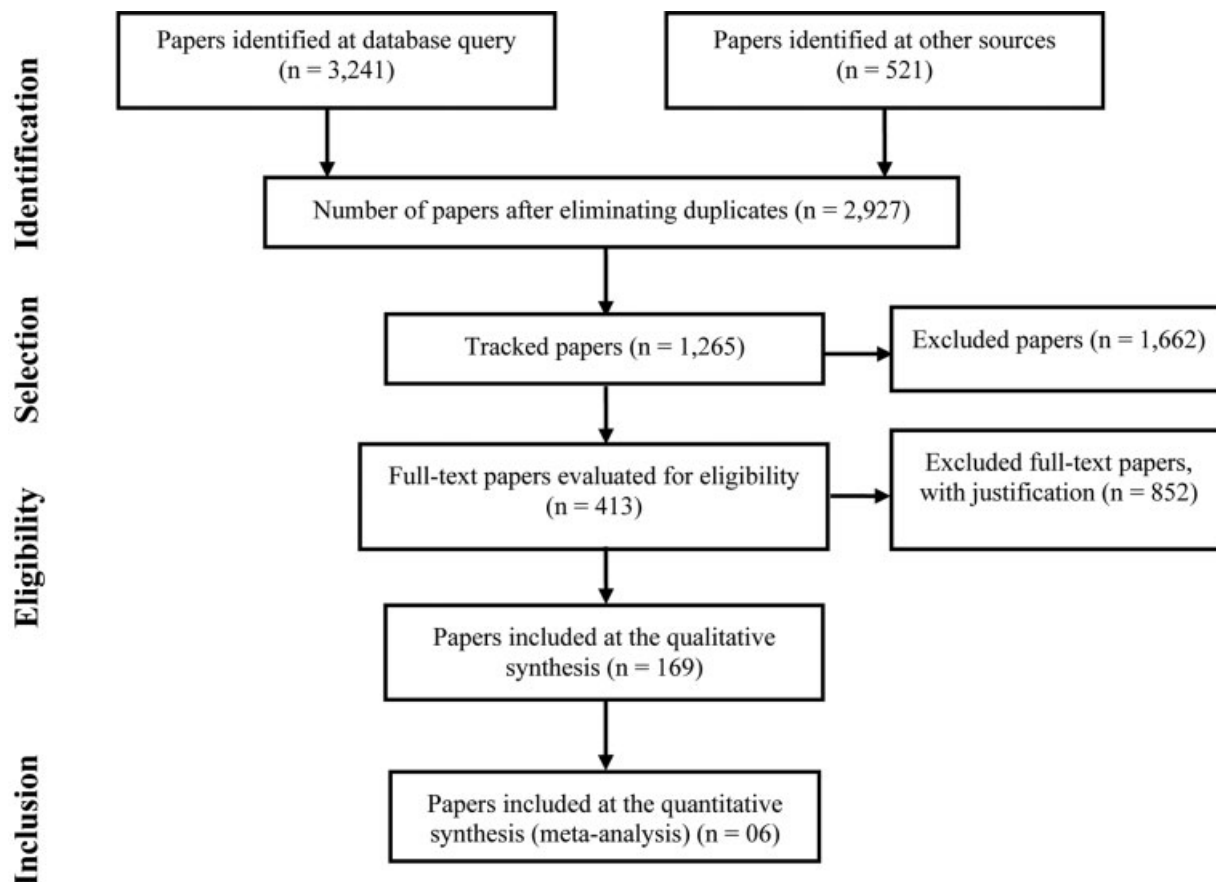 Identification
Papers identified at database query
(n = 3,241)
Papers identified at other sources
(n = 521)
Number of papers after eliminating duplicates (n = 2,927)
Selection
Tracked papers (n = 1,265)
Excluded papers (n = 1,662)
Eligibility
Full-text papers evaluated for eligibility
(n = 413)
Excluded full-text papers,
with justification (n = 852)
Papers included at the qualitative
synthesis (n = 169)
Inclusion
Papers included at the quantitative
synthesis (meta-analysis) (n = 06)